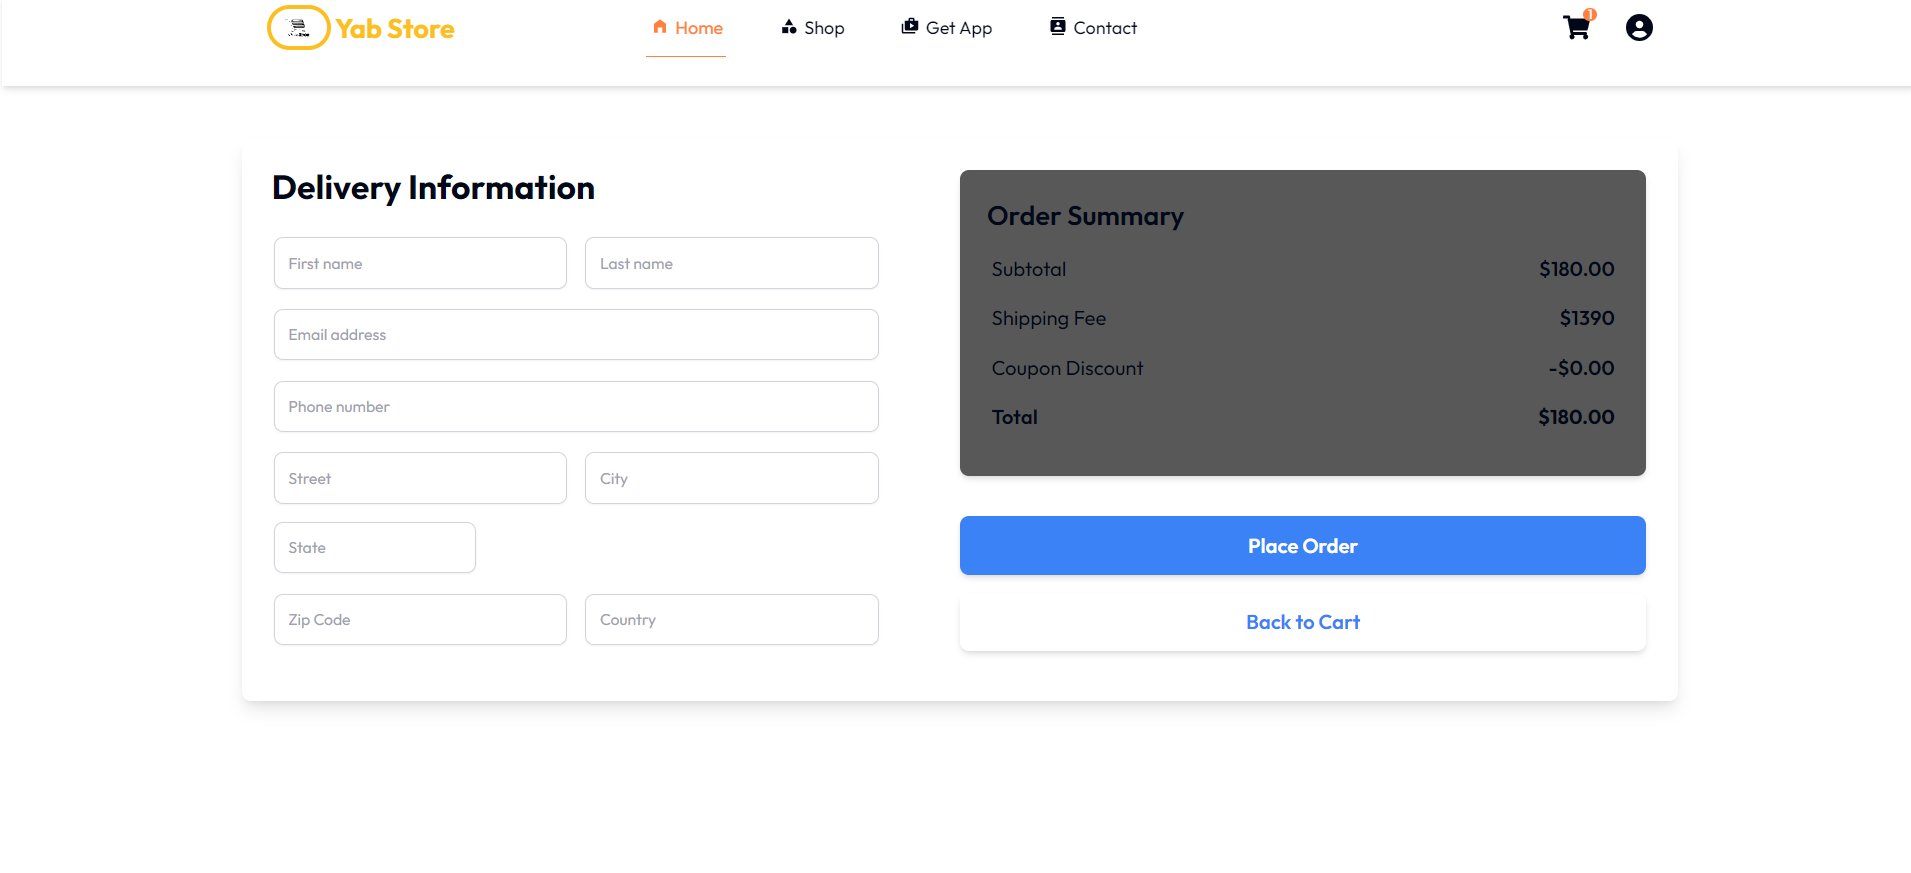 Yab Store
Home
Shop
Get App
Contact
1
Delivery Information
First name
Last name
Email address
Phone number
Street
City
State
Zip Code
Country
Order Summary
Subtotal $180.00
Shipping Fee $1390
Coupon Discount -$0.00
Total $180.00
Place Order
Back to Cart